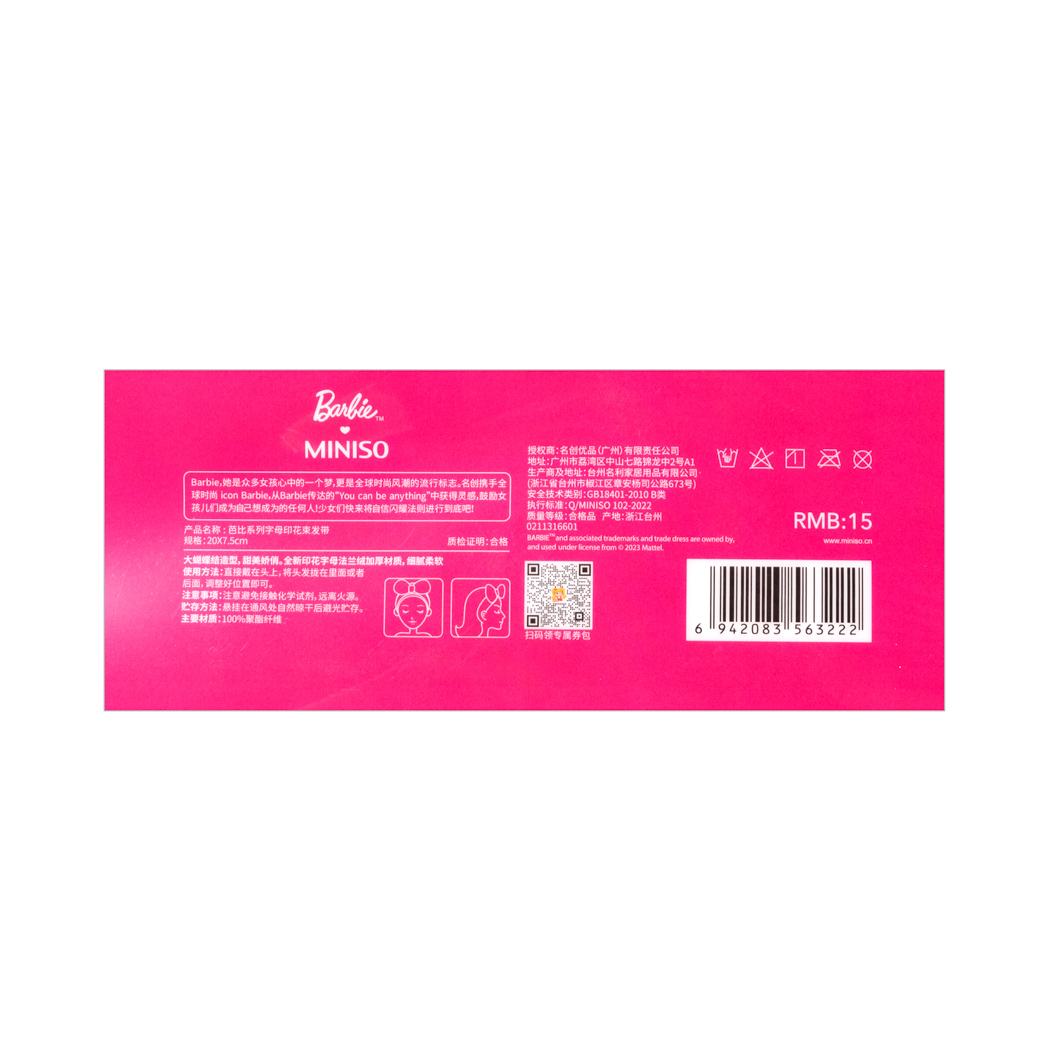 Barbie™
MINISO
Barbie,她是众多女孩心中的一个梦,更是全球时尚风潮的流行标志。名创携手全
球时尚 icon Barbie,从Barbie传达的“You can be anything”中获得灵感,鼓励女
孩儿们成为自己想成为的任何人!少女们快来将自信闪耀法则进行到底吧!
产品名称: 芭比系列字母印花束发带
规格:20X7.5cm 质检证明:合格
大蝴蝶结造型, 甜美娇俏。全新印花字母法兰绒加厚材质, 细腻柔软
使用方法:直接戴在头上, 将头发拢在里面或者
后面, 调整好位置即可。
注意事项:注意避免接触化学试剂, 远离火源。
贮存方法:悬挂在通风处自然晾干后避光贮存。
主要材质:100%聚酯纤维
授权商:名创优品(广州)有限责任公司
地址:广州市荔湾区中山七路锦龙中2号A1
生产商及地址:台州名利家居用品有限公司
(浙江省台州市椒江区章安杨司公路673号)
安全技术类别:GB18401-2010 B类
执行标准:Q/MINISO 102-2022
质量等级:合格品 产地:浙江台州
0211316601
BARBIE™ and associated trademarks and trade dress are owned by,
and used under license from © 2023 Mattel.
扫码领专属券包
RMB:15
www.miniso.cn
6 942083 563222